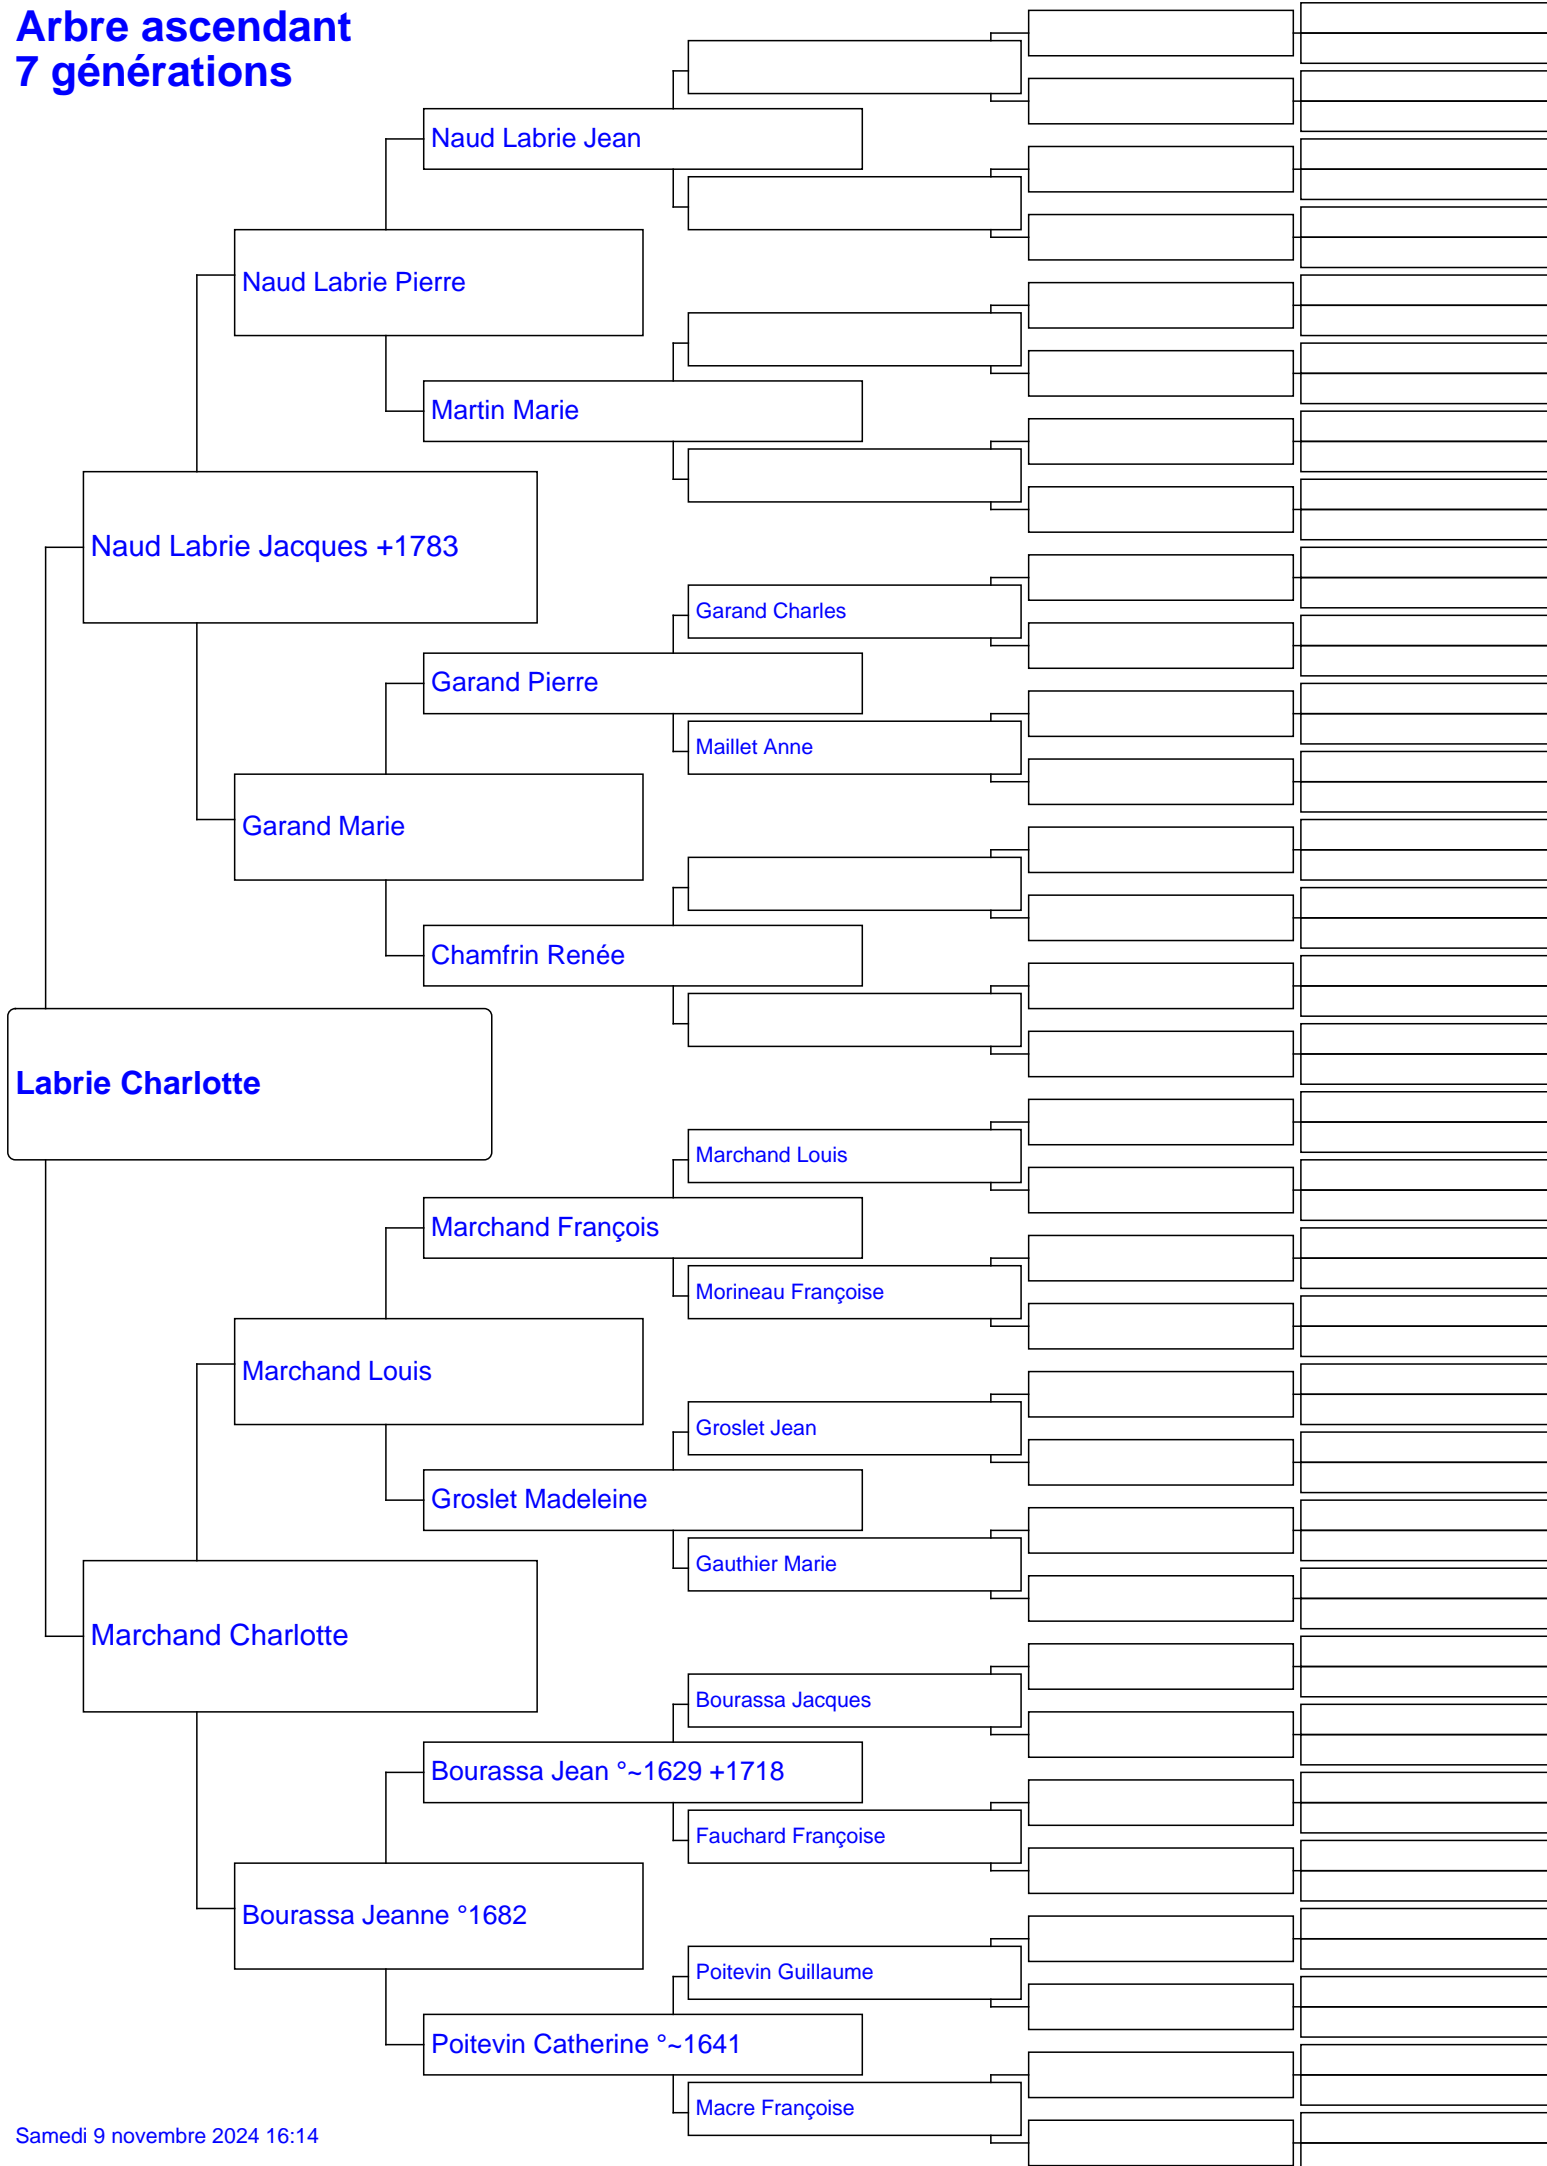 Arbre ascendant
7 générations
Naud Labrie Jean
Naud Labrie Pierre
Martin Marie
Naud Labrie Jacques +1783
Garand Charles
Garand Pierre
Maillet Anne
Garand Marie
Chamfrin Renée
Labrie Charlotte
Marchand Louis
Marchand François
Morineau Françoise
Marchand Louis
Groslet Jean
Groslet Madeleine
Gauthier Marie
Marchand Charlotte
Bourassa Jacques
Bourassa Jean °~1629 +1718
Fauchard Françoise
Bourassa Jeanne °1682
Poitevin Guillaume
Poitevin Catherine °~1641
Macre Françoise
Samedi 9 novembre 2024 16:14